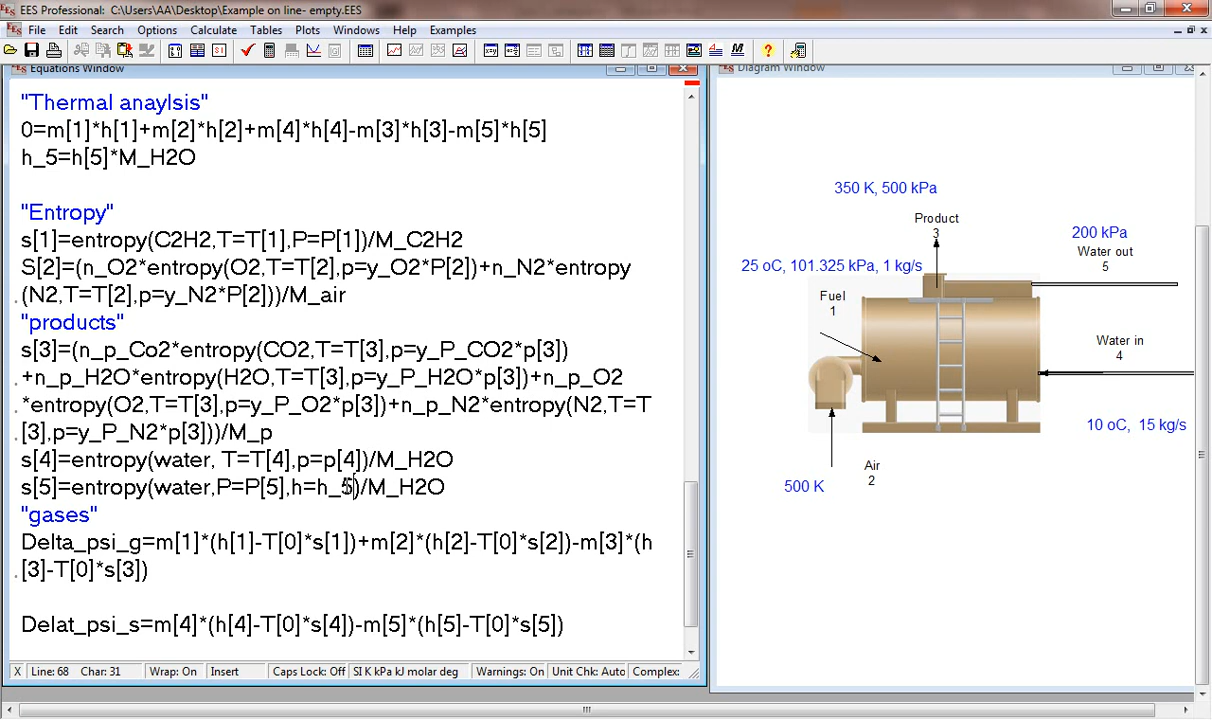 EES Professional: C:\Users\AA\Desktop\Example on line- empty.EES
File Edit Search Options Calculate Tables Plots Windows Help Examples
Equations Window
"Thermal anaylsis"
0=m[1]*h[1]+m[2]*h[2]+m[4]*h[4]-m[3]*h[3]-m[5]*h[5]
h_5=h[5]*M_H2O
"Entropy"
s[1]=entropy(C2H2,T=T[1],P=P[1])/M_C2H2
S[2]=(n_O2*entropy(O2,T=T[2],p=y_O2*P[2])+n_N2*entropy
(N2,T=T[2],p=y_N2*P[2]))/M_air
"products"
s[3]=(n_p_Co2*entropy(CO2,T=T[3],p=y_P_CO2*p[3])
+n_p_H2O*entropy(H2O,T=T[3],p=y_P_H2O*p[3])+n_p_O2
*entropy(O2,T=T[3],p=y_P_O2*p[3])+n_p_N2*entropy(N2,T=T
[3],p=y_P_N2*p[3]))/M_p
s[4]=entropy(water, T=T[4],p=p[4])/M_H2O
s[5]=entropy(water,P=P[5],h=h_5)/M_H2O
"gases"
Delta_psi_g=m[1]*(h[1]-T[0]*s[1])+m[2]*(h[2]-T[0]*s[2])-m[3]*(h
[3]-T[0]*s[3])
Delat_psi_s=m[4]*(h[4]-T[0]*s[4])-m[5]*(h[5]-T[0]*s[5])
X Line: 68 Char: 31 Wrap: On Insert Caps Lock: Off SI K kPa kJ molar deg Warnings: On Unit Chk: Auto Complex:
Diagram Window
350 K, 500 kPa
Product
3
200 kPa
Water out
5
25 oC, 101.325 kPa, 1 kg/s
Fuel
1
Water in
4
10 oC, 15 kg/s
Air
2
500 K